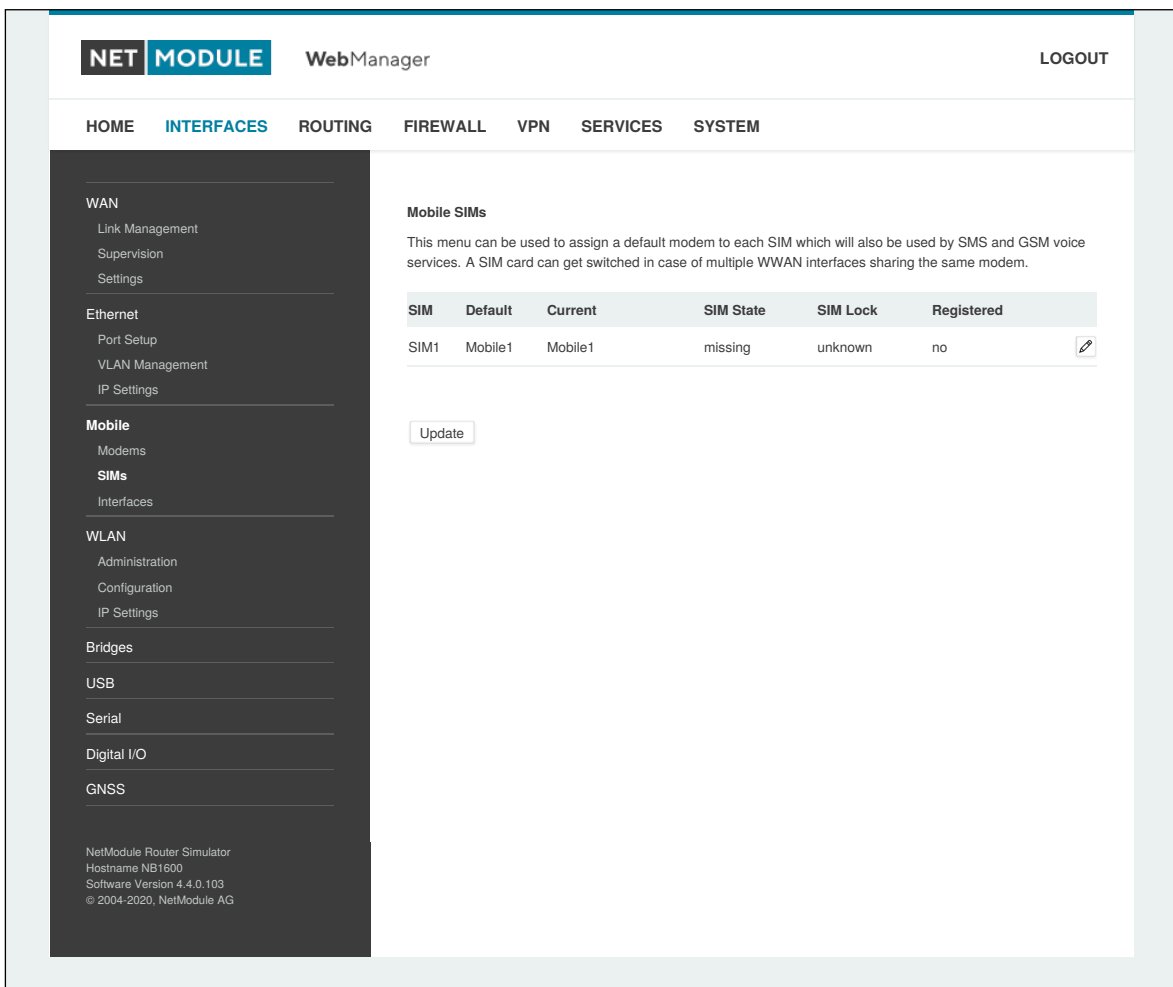 NET MODULE WebManager LOGOUT
HOME INTERFACES ROUTING FIREWALL VPN SERVICES SYSTEM
WAN
Link Management
Supervision
Settings
Ethernet
Port Setup
VLAN Management
IP Settings
Mobile
Modems
SIMs
Interfaces
WLAN
Administration
Configuration
IP Settings
Bridges
USB
Serial
Digital I/O
GNSS
NetModule Router Simulator
Hostname NB1600
Software Version 4.4.0.103
© 2004-2020, NetModule AG
Mobile SIMs
This menu can be used to assign a default modem to each SIM which will also be used by SMS and GSM voice
services. A SIM card can get switched in case of multiple WWAN interfaces sharing the same modem.
SIM Default Current SIM State SIM Lock Registered
SIM1 Mobile1 Mobile1 missing unknown no
Update